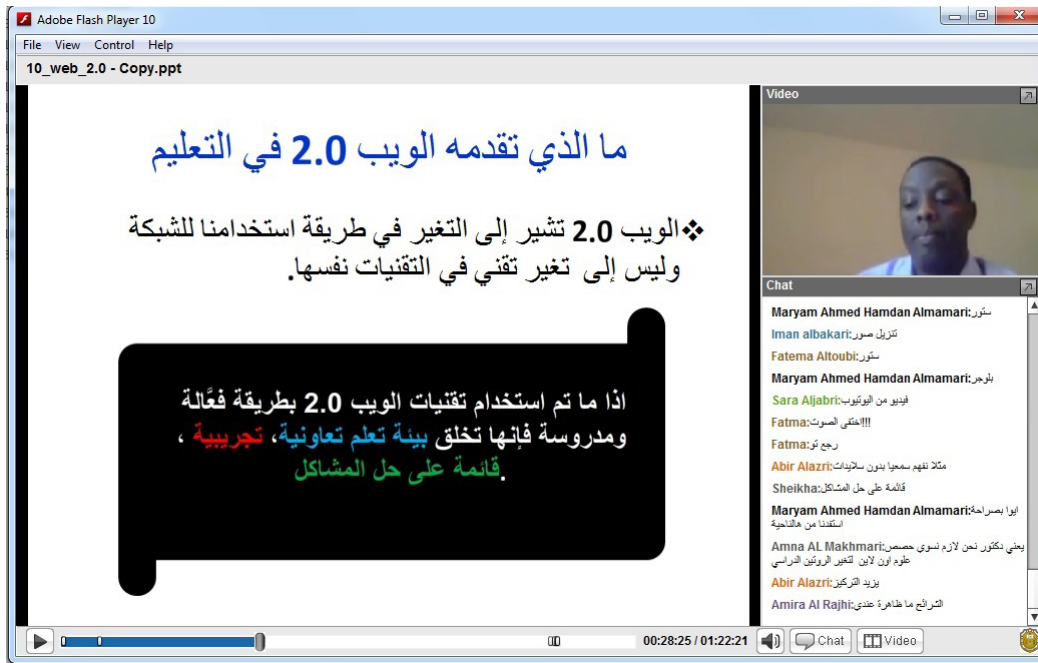 Adobe Flash Player 10
File View Control Help
10_web_2.0 - Copy.ppt
ما الذي تقدمه الويب 2.0 في التعليم
❖الويب 2.0 تشير إلى التغير في طريقة استخدامنا للشبكة
وليس إلى تغير تقني في التقنيات نفسها.
اذا ما تم استخدام تقنيات الويب 2.0 بطريقة فعَّالة
ومدروسة فإنها تخلق بيئة تعلم تعاونية، تجريبية ،
قائمة على حل المشاكل.
Video
Chat
Maryam Ahmed Hamdan Almamari:ستور
Iman albakari:تنزيل صور
Fatema Altoubi:ستور
Maryam Ahmed Hamdan Almamari:بلوجر
Sara Aljabri:فيديو من اليوتيوب
Fatma:اختفى الصوت!!!
Fatma:رجع تو
Abir Alazri:مثلا نفهم سمعيا بدون سلايدات
Sheikha:قائمة على حل المشاكل
Maryam Ahmed Hamdan Almamari:ايوا بصراحة
استفدنا من هالناحية
Amna AL Makhmari:يعني دكتور نحن لازم نسوي حصص
علوم اون لاين لتغير الروتين الدراسي
Abir Alazri:يزيد التركيز
Amira Al Rajhi:الشرائح ما ظاهرة عندي
00:28:25 / 01:22:21
Chat
Video